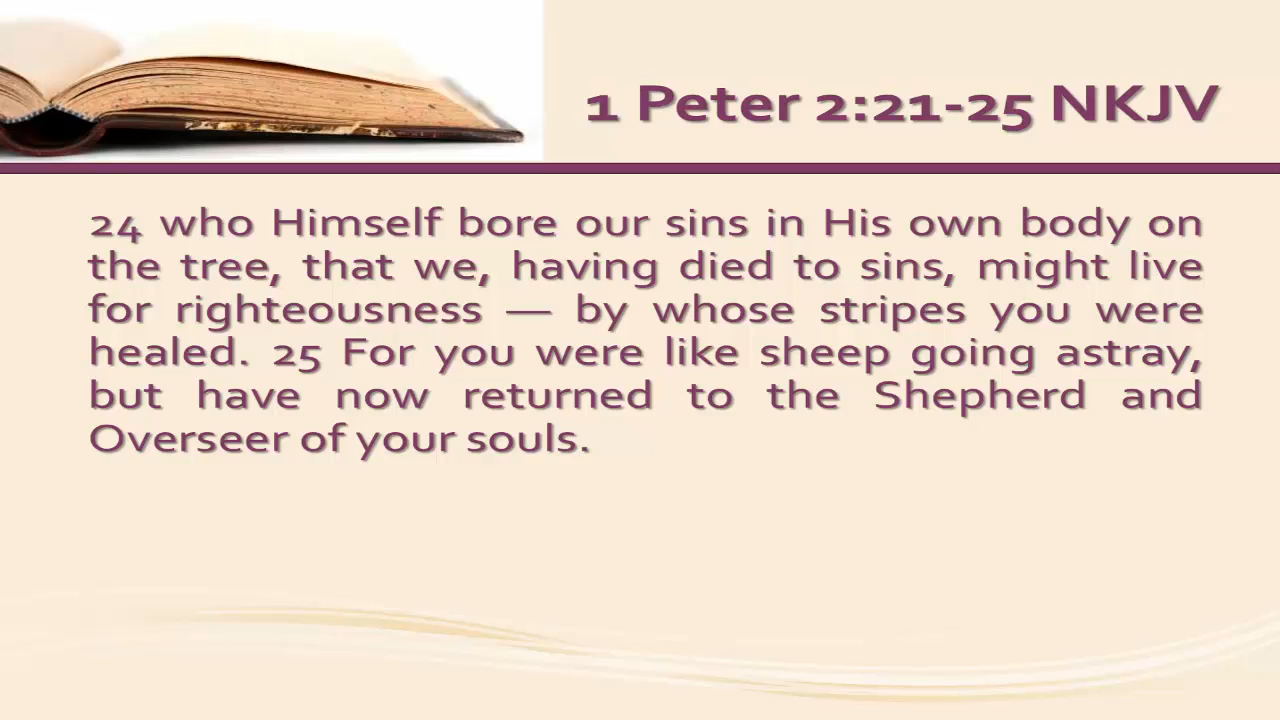 1 Peter 2:21-25 NKJV
24 who Himself bore our sins in His own body on
the tree, that we, having died to sins, might live
for righteousness — by whose stripes you were
healed. 25 For you were like sheep going astray,
but have now returned to the Shepherd and
Overseer of your souls.